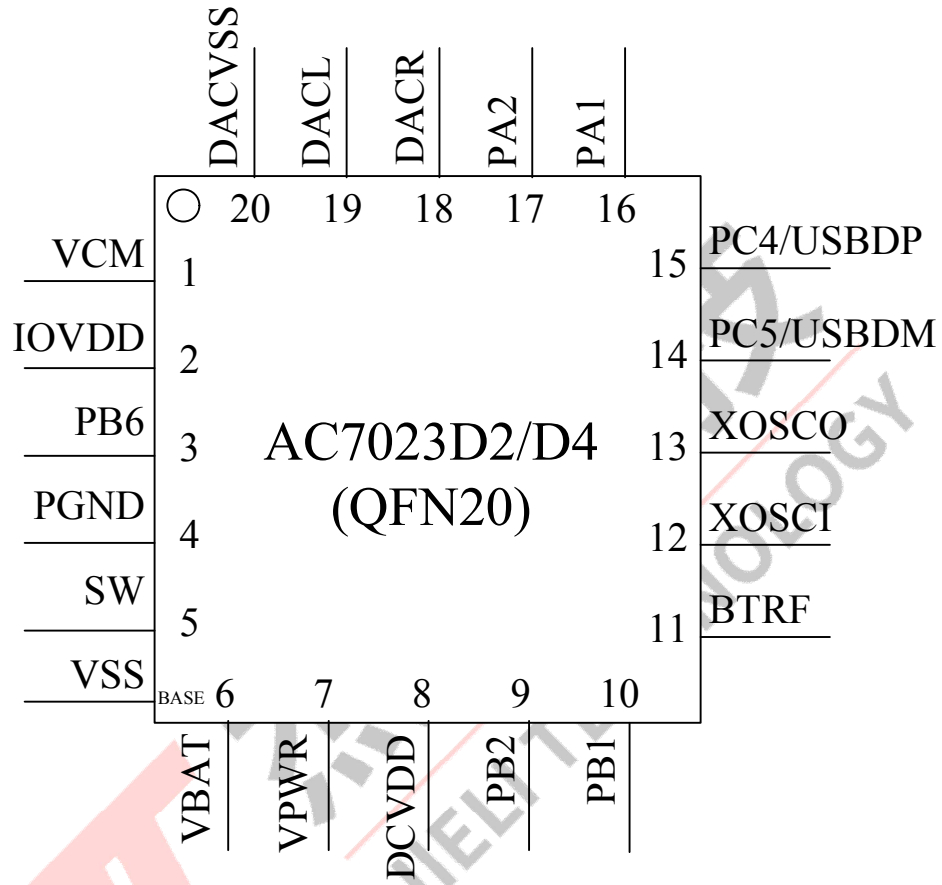 DACVSS
DACL
DACR
PA2
PA1
20
19
18
17
16
VCM
1
IOVDD
2
PB6
3
PGND
4
SW
5
VSS
BASE
AC7023D2/D4
(QFN20)
15
PC4/USBDP
14
PC5/USBDM
13
XOSCO
12
XOSCI
11
BTRF
6
7
8
9
10
VBAT
VPWR
DCVDD
PB2
PB1